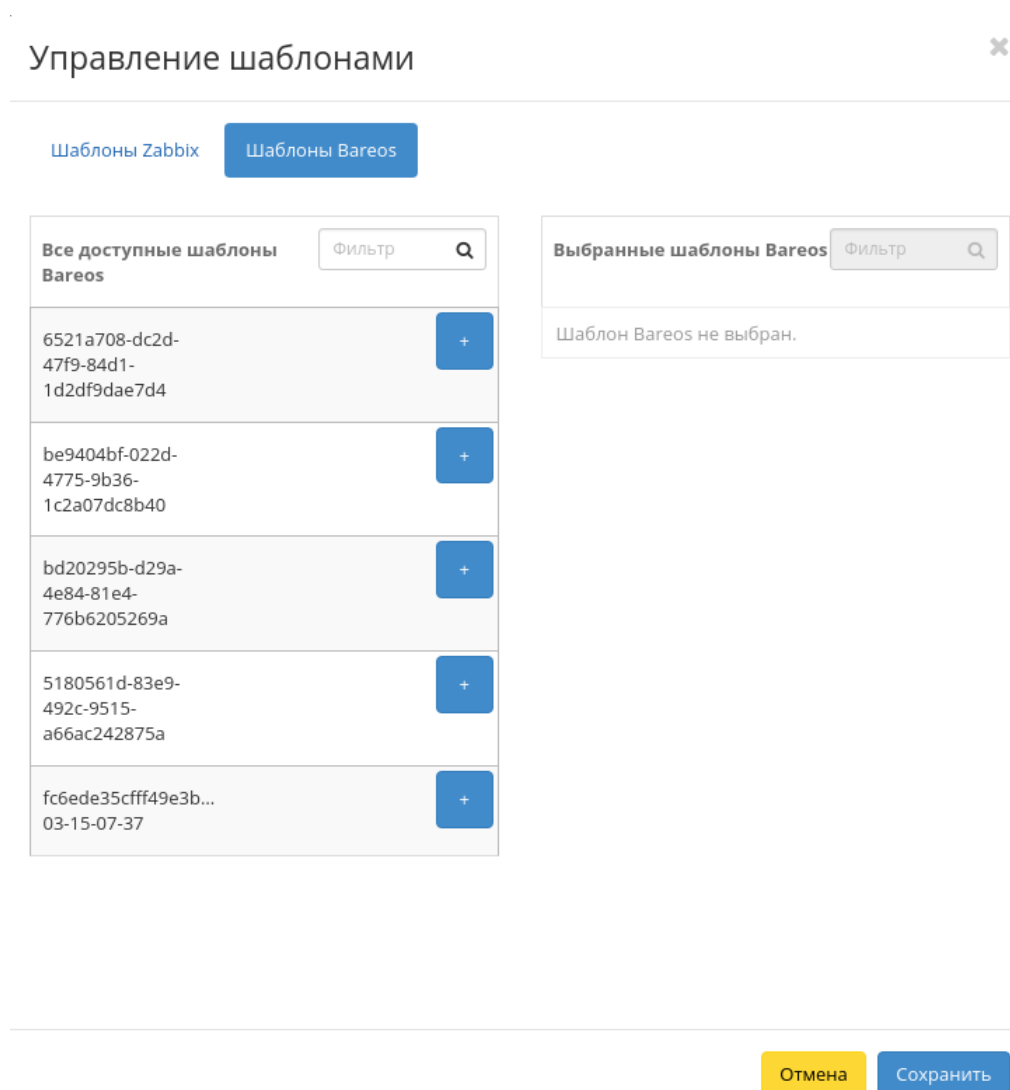 Управление шаблонами
Шаблоны Zabbix
Шаблоны Bareos
Все доступные шаблоны
Bareos
Фильтр
6521a708-dc2d-
47f9-84d1-
1d2df9dae7d4
+
be9404bf-022d-
4775-9b36-
1c2a07dc8b40
+
bd20295b-d29a-
4e84-81e4-
776b6205269a
+
5180561d-83e9-
492c-9515-
a66ac242875a
+
fc6ede35cfff49e3b...
03-15-07-37
+
Выбранные шаблоны Bareos
Фильтр
Шаблон Bareos не выбран.
Отмена
Сохранить